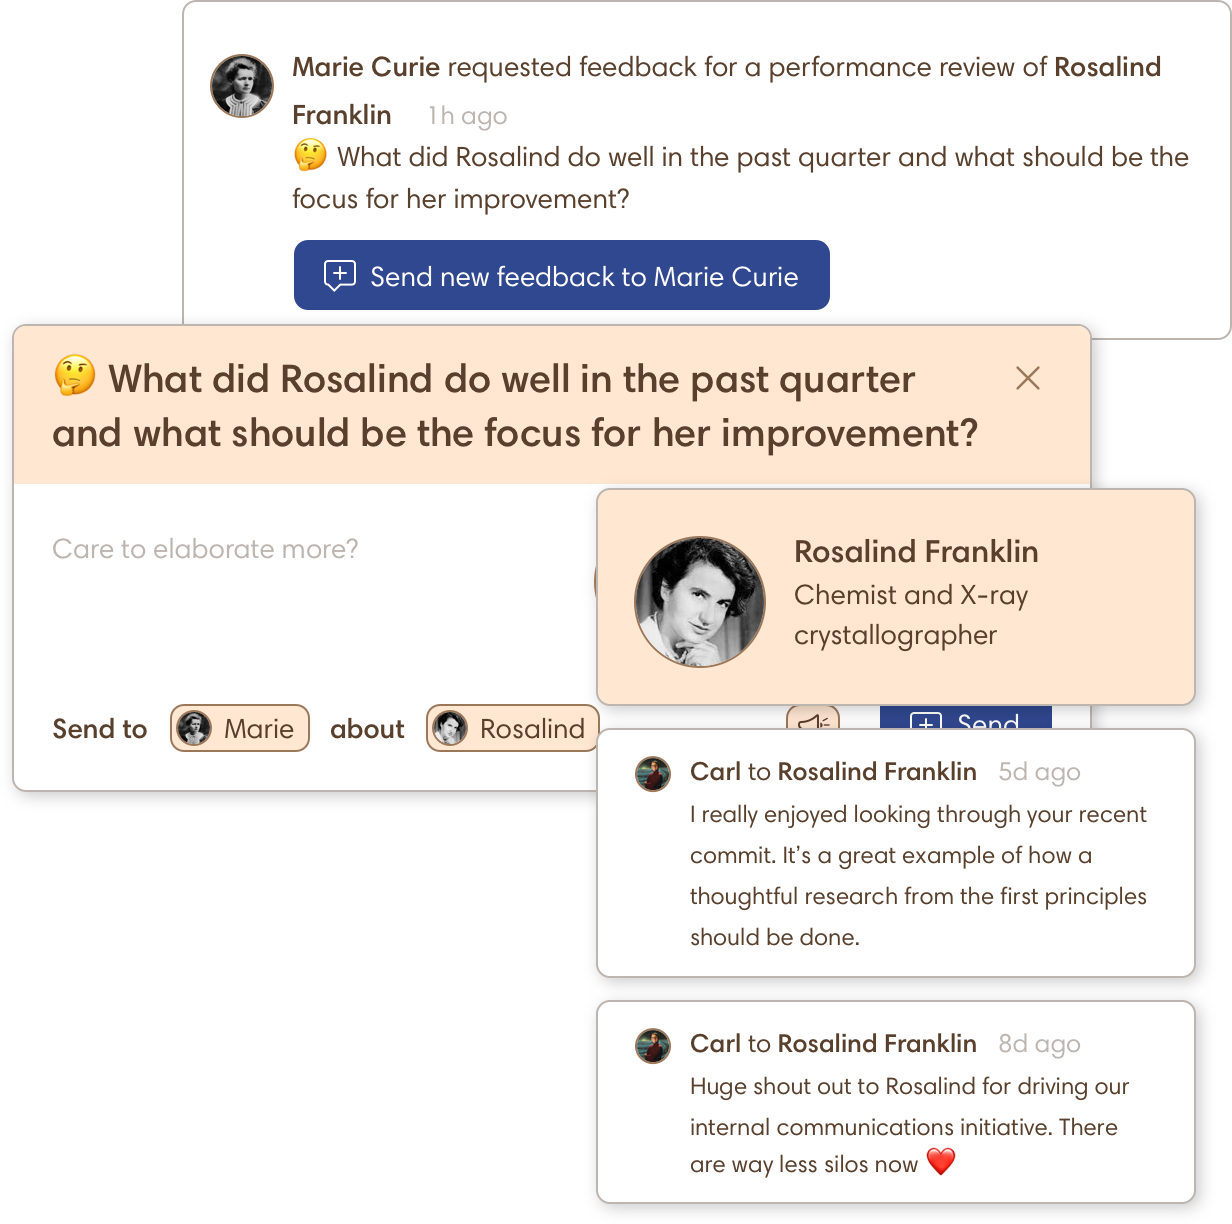 Marie Curie requested feedback for a performance review of Rosalind
Franklin 1h ago
🤔 What did Rosalind do well in the past quarter and what should be the
focus for her improvement?
Send new feedback to Marie Curie
🤔 What did Rosalind do well in the past quarter
and what should be the focus for her improvement?
Care to elaborate more?
Send to Marie about Rosalind
Send
Rosalind Franklin
Chemist and X-ray
crystallographer
Carl to Rosalind Franklin 5d ago
I really enjoyed looking through your recent
commit. It’s a great example of how a
thoughtful research from the first principles
should be done.
Carl to Rosalind Franklin 8d ago
Huge shout out to Rosalind for driving our
internal communications initiative. There
are way less silos now ❤️